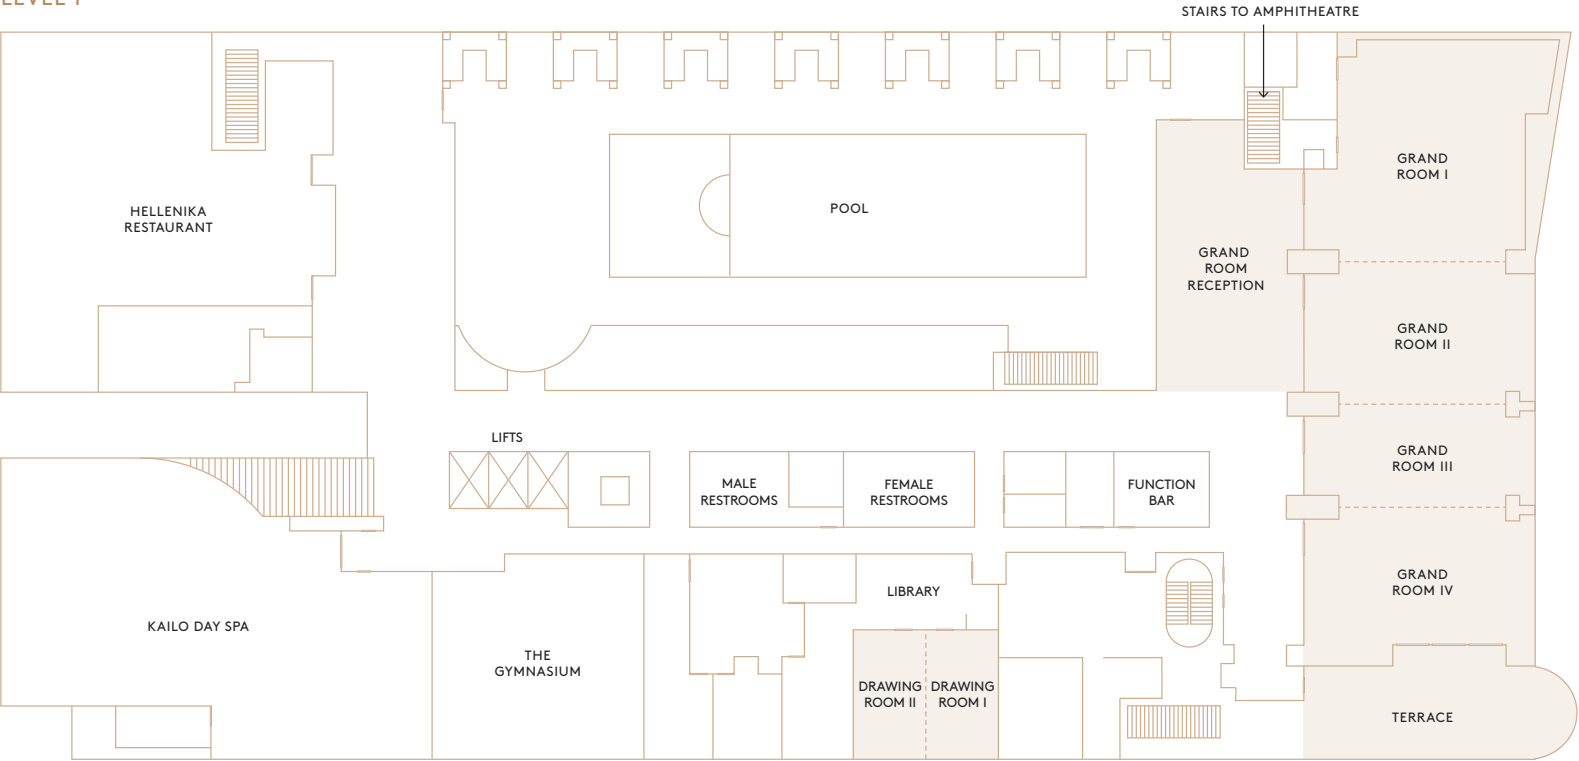 LEVEL 1
STAIRS TO AMPHITHEATRE
GRAND
ROOM I
HELLENIKA
RESTAURANT
POOL
GRAND
ROOM
RECEPTION
GRAND
ROOM II
LIFTS
GRAND
ROOM III
MALE
RESTROOMS
FEMALE
RESTROOMS
FUNCTION
BAR
GRAND
ROOM IV
LIBRARY
KAILO DAY SPA
THE
GYMNASIUM
DRAWING
ROOM II
DRAWING
ROOM I
TERRACE